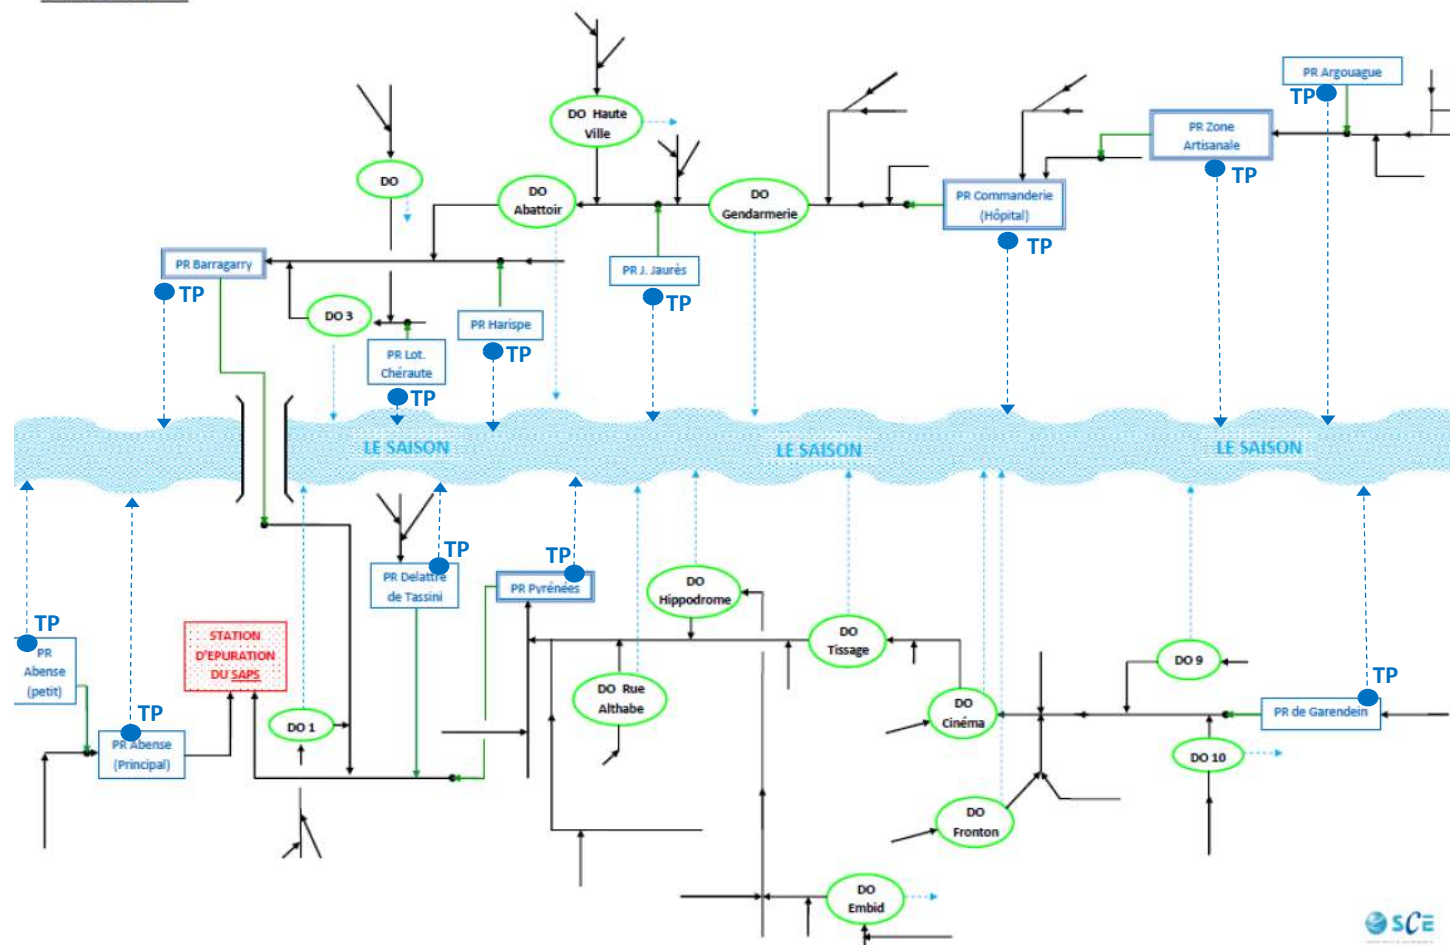 PR Argouague
TP
DO Haute
Ville
PR Zone
Artisanale
TP
DO
DO
Abattoir
DO
Gendarmerie
PR Commanderie
(Hôpital)
TP
PR Barragarry
TP
PR J. Jaurès
TP
DO 3
PR Harispe
TP
PR Lot.
Chéraute
TP
LE SAISON
LE SAISON
LE SAISON
TP
PR Delattre
de Tassini
TP
PR Pyrénées
DO
Hippodrome
TP
PR
Abense
(petit)
STATION
D'EPURATION
DU SAPS
DO
Tissage
DO 9
DO Rue
Althabe
TP
PR de Garendein
TP
PR Abense
(Principal)
DO 1
DO
Cinéma
DO 10
DO
Fronton
DO
Embid
SCE